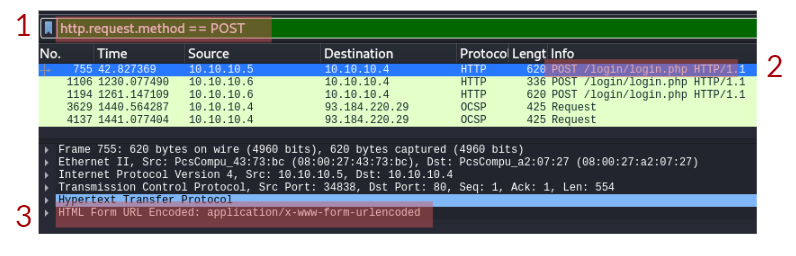 1 http.request.method == POST
No. Time Source Destination Protocol Lengt Info
755 42.827369 10.10.10.5 10.10.10.4 HTTP 620 POST /login/login.php HTTP/1.1 2
1106 1230.077490 10.10.10.6 10.10.10.4 HTTP 336 POST /login/login.php HTTP/1.1
1194 1261.147109 10.10.10.6 10.10.10.4 HTTP 620 POST /login/login.php HTTP/1.1
3629 1440.564287 10.10.10.4 93.184.220.29 OCSP 425 Request
4137 1441.077404 10.10.10.4 93.184.220.29 OCSP 425 Request
Frame 755: 620 bytes on wire (4960 bits), 620 bytes captured (4960 bits)
Ethernet II, Src: PcsCompu_43:73:bc (08:00:27:43:73:bc), Dst: PcsCompu_a2:07:27 (08:00:27:a2:07:27)
Internet Protocol Version 4, Src: 10.10.10.5, Dst: 10.10.10.4
Transmission Control Protocol, Src Port: 34838, Dst Port: 80, Seq: 1, Ack: 1, Len: 554
Hypertext Transfer Protocol
3 HTML Form URL Encoded: application/x-www-form-urlencoded